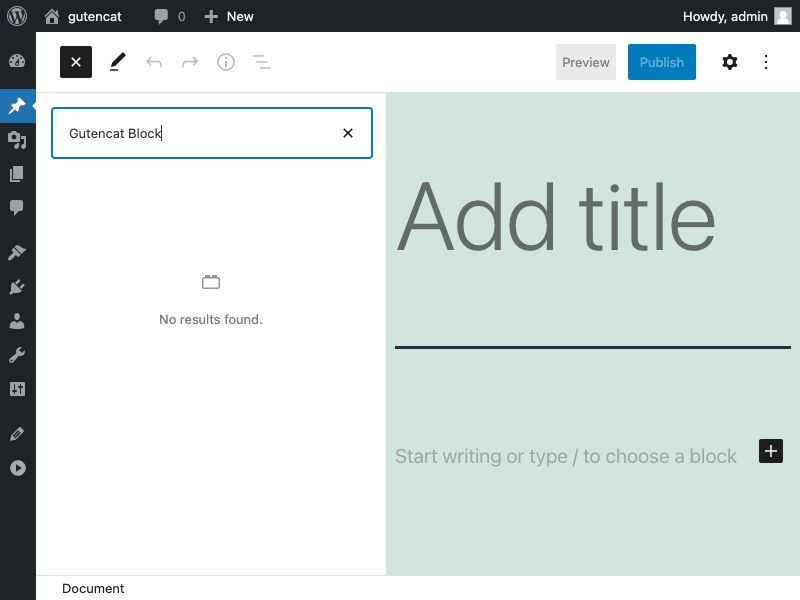 gutencat
0
New
Howdy, admin
Preview
Publish
Gutencat Block
No results found.
Add title
Start writing or type / to choose a block
Document